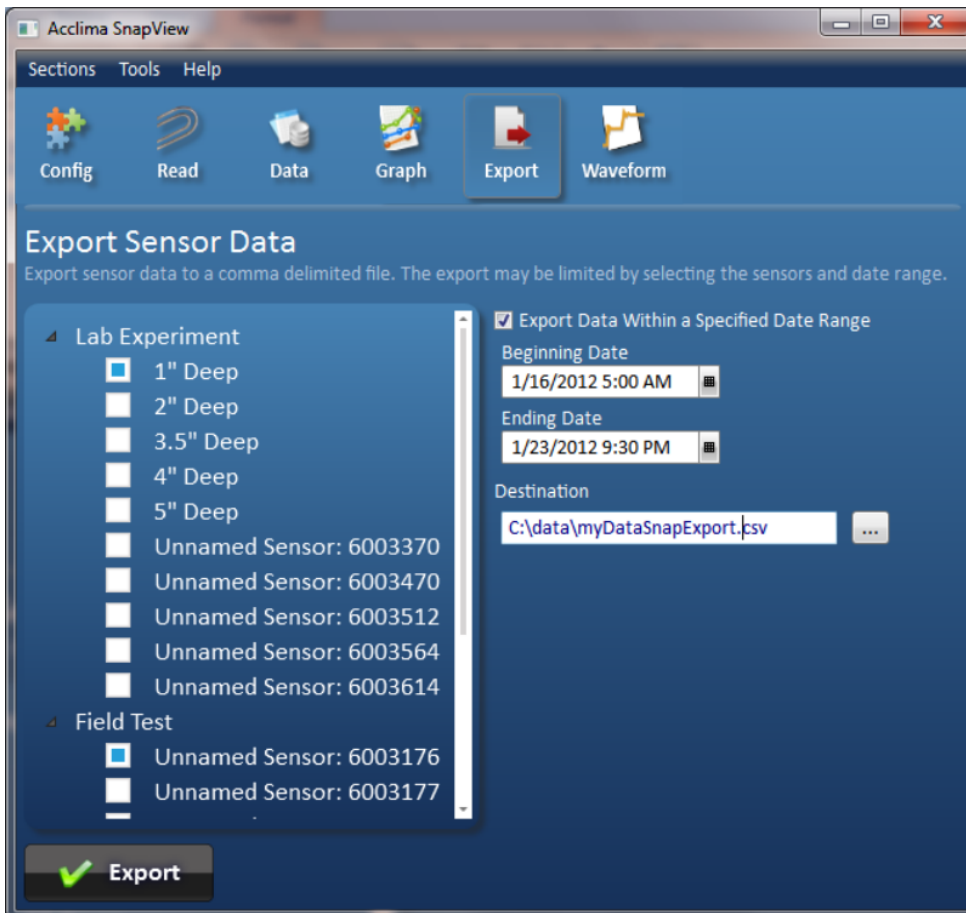 Acclima SnapView
Sections Tools Help
Config Read Data Graph Export Waveform
Export Sensor Data
Export sensor data to a comma delimited file. The export may be limited by selecting the sensors and date range.
Lab Experiment
1" Deep
2" Deep
3.5" Deep
4" Deep
5" Deep
Unnamed Sensor: 6003370
Unnamed Sensor: 6003470
Unnamed Sensor: 6003512
Unnamed Sensor: 6003564
Unnamed Sensor: 6003614
Field Test
Unnamed Sensor: 6003176
Unnamed Sensor: 6003177
Export Data Within a Specified Date Range
Beginning Date
1/16/2012 5:00 AM
Ending Date
1/23/2012 9:30 PM
Destination
C:\data\myDataSnapExport.csv
...
Export